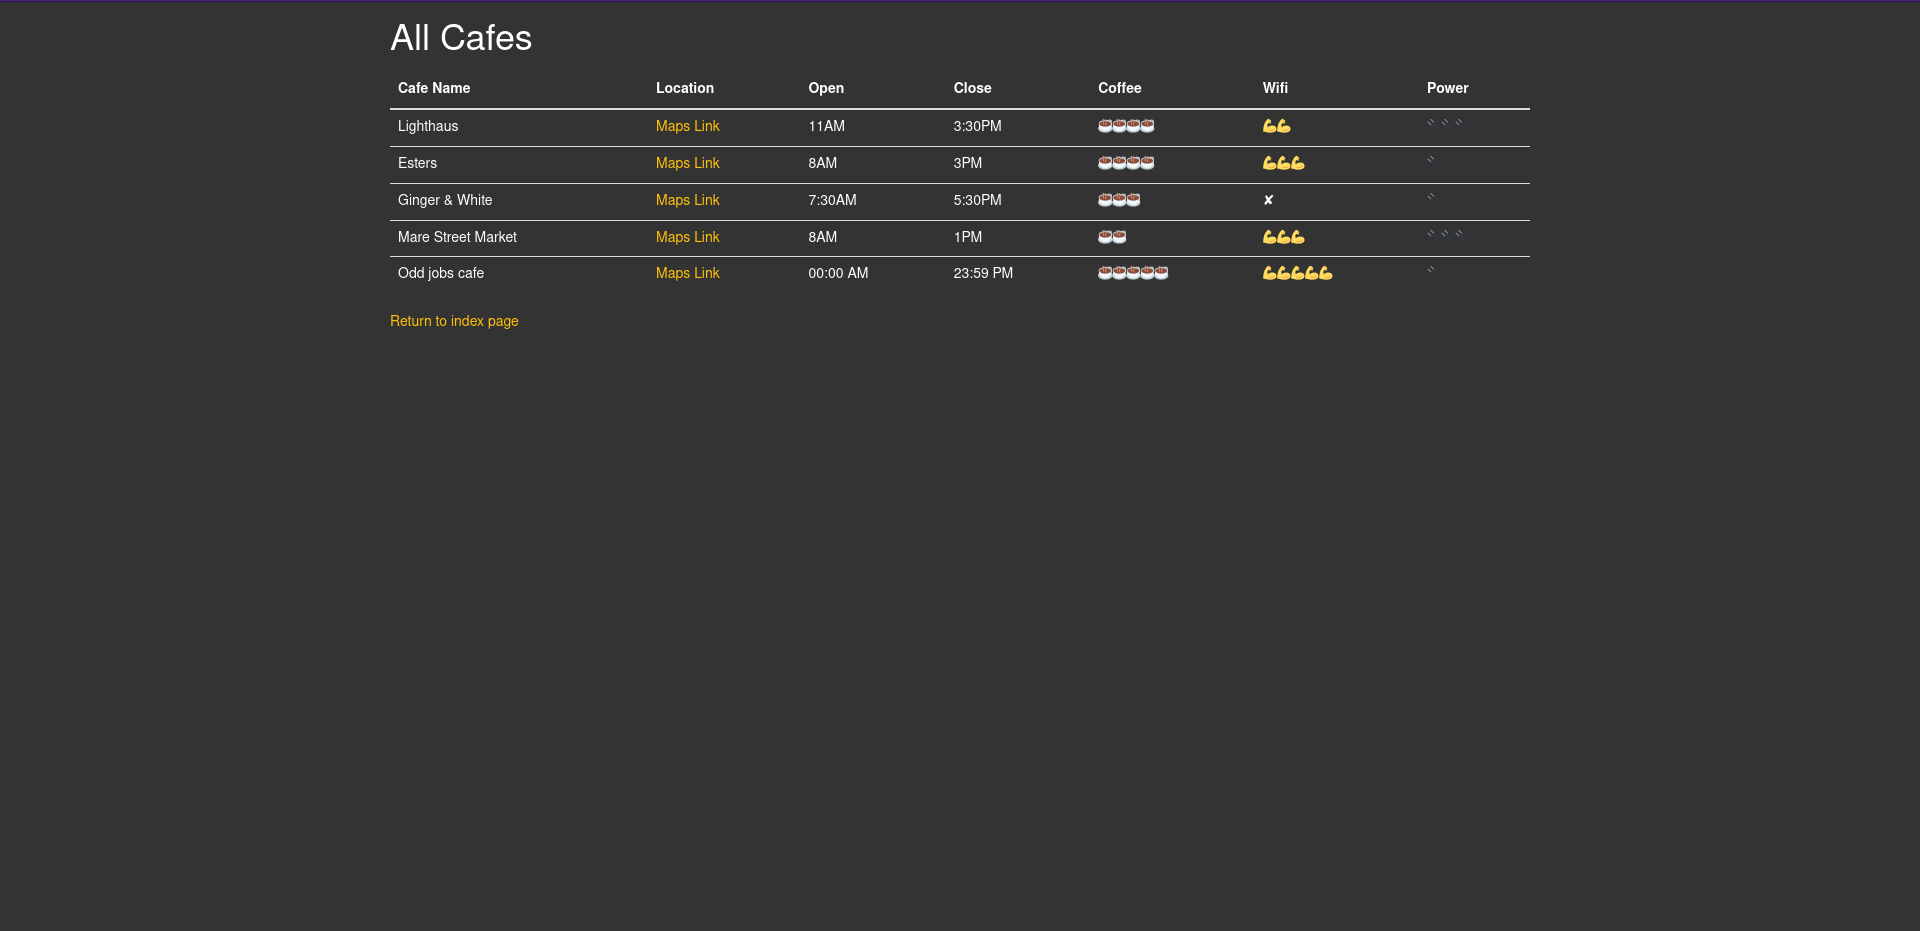 All Cafes
Cafe Name Location Open Close Coffee Wifi Power
Lighthaus Maps Link 11AM 3:30PM ☕☕☕☕ 💪💪 🔌🔌🔌
Esters Maps Link 8AM 3PM ☕☕☕☕ 💪💪💪 🔌
Ginger & White Maps Link 7:30AM 5:30PM ☕☕☕ ✘ 🔌
Mare Street Market Maps Link 8AM 1PM ☕☕ 💪💪💪 🔌🔌🔌
Odd jobs cafe Maps Link 00:00 AM 23:59 PM ☕☕☕☕☕ 💪💪💪💪💪 🔌
Return to index page